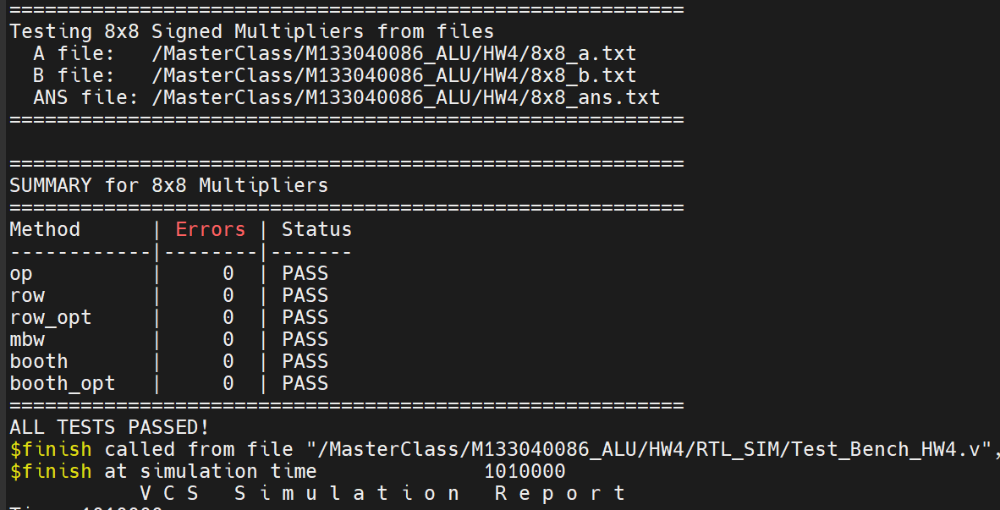 =========================================================
Testing 8x8 Signed Multipliers from files
  A file:   /MasterClass/M133040086_ALU/HW4/8x8_a.txt
  B file:   /MasterClass/M133040086_ALU/HW4/8x8_b.txt
  ANS file: /MasterClass/M133040086_ALU/HW4/8x8_ans.txt
=========================================================
=========================================================
SUMMARY for 8x8 Multipliers
=========================================================
Method      | Errors | Status
------------|--------|-------
op          |     0  | PASS
row         |     0  | PASS
row_opt     |     0  | PASS
mbw         |     0  | PASS
booth       |     0  | PASS
booth_opt   |     0  | PASS
=========================================================
ALL TESTS PASSED!
$finish called from file "/MasterClass/M133040086_ALU/HW4/RTL_SIM/Test_Bench_HW4.v",
$finish at simulation time              1010000
           V C S   S i m u l a t i o n   R e p o r t